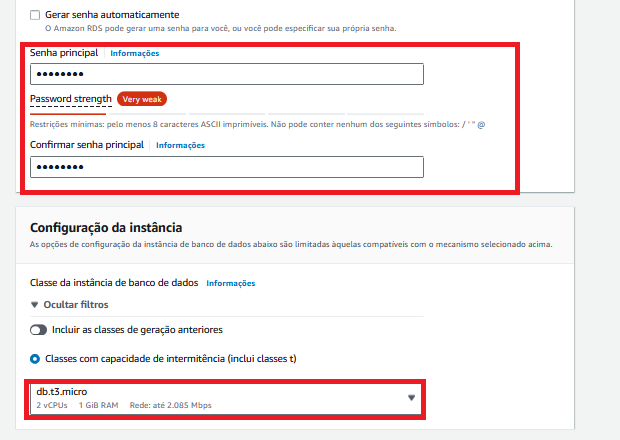 Gerar senha automaticamente
O Amazon RDS pode gerar uma senha para você, ou você pode especificar sua própria senha.
Senha principal | Informações
••••••••
Password strength Very weak
Restrições mínimas: pelo menos 8 caracteres ASCII imprimíveis. Não pode conter nenhum dos seguintes símbolos: / ' " @
Confirmar senha principal | Informações
••••••••
Configuração da instância
As opções de configuração da instância de banco de dados abaixo são limitadas àquelas compatíveis com o mecanismo selecionado acima.
Classe da instância de banco de dados Informações
▼ Ocultar filtros
Incluir as classes de geração anteriores
Classes com capacidade de intermitência (inclui classes t)
db.t3.micro
2 vCPUs 1 GiB RAM Rede: até 2.085 Mbps